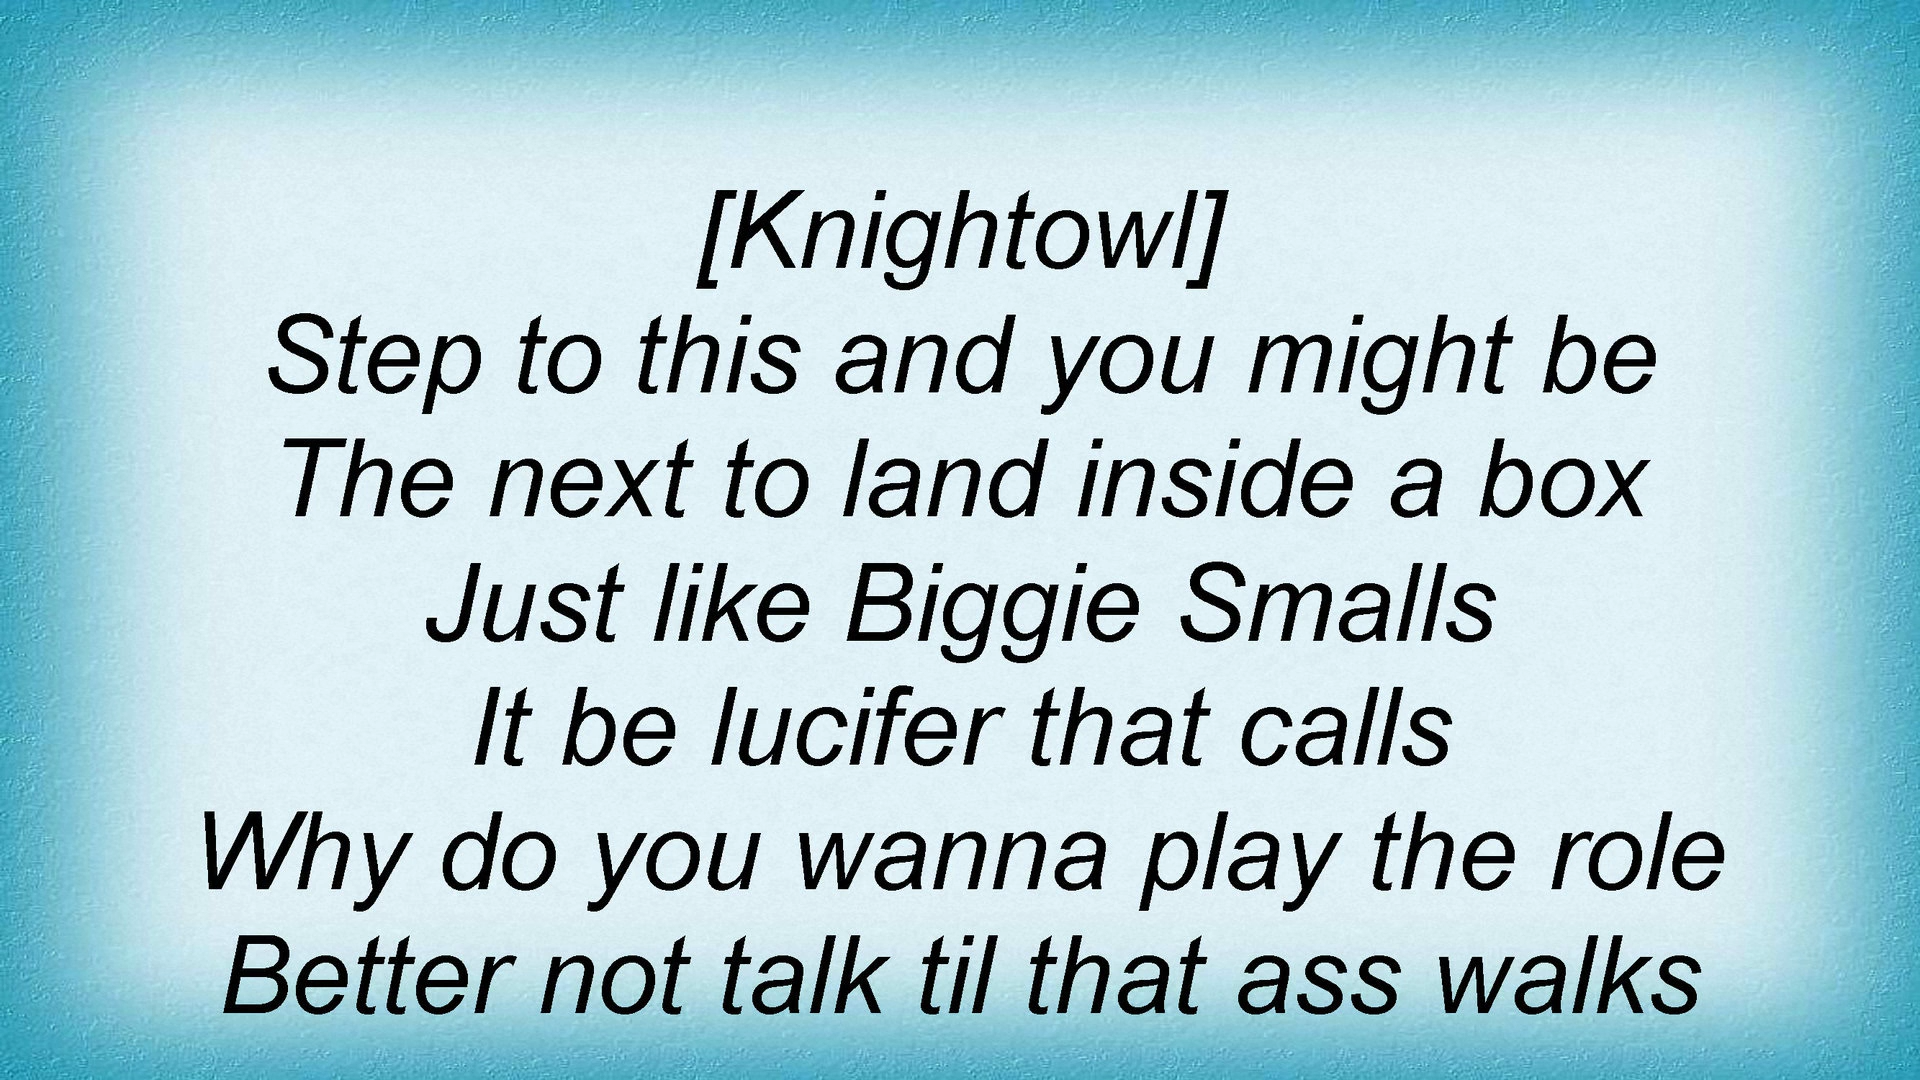 [Knightowl]
Step to this and you might be
The next to land inside a box
Just like Biggie Smalls
It be lucifer that calls
Why do you wanna play the role
Better not talk til that ass walks